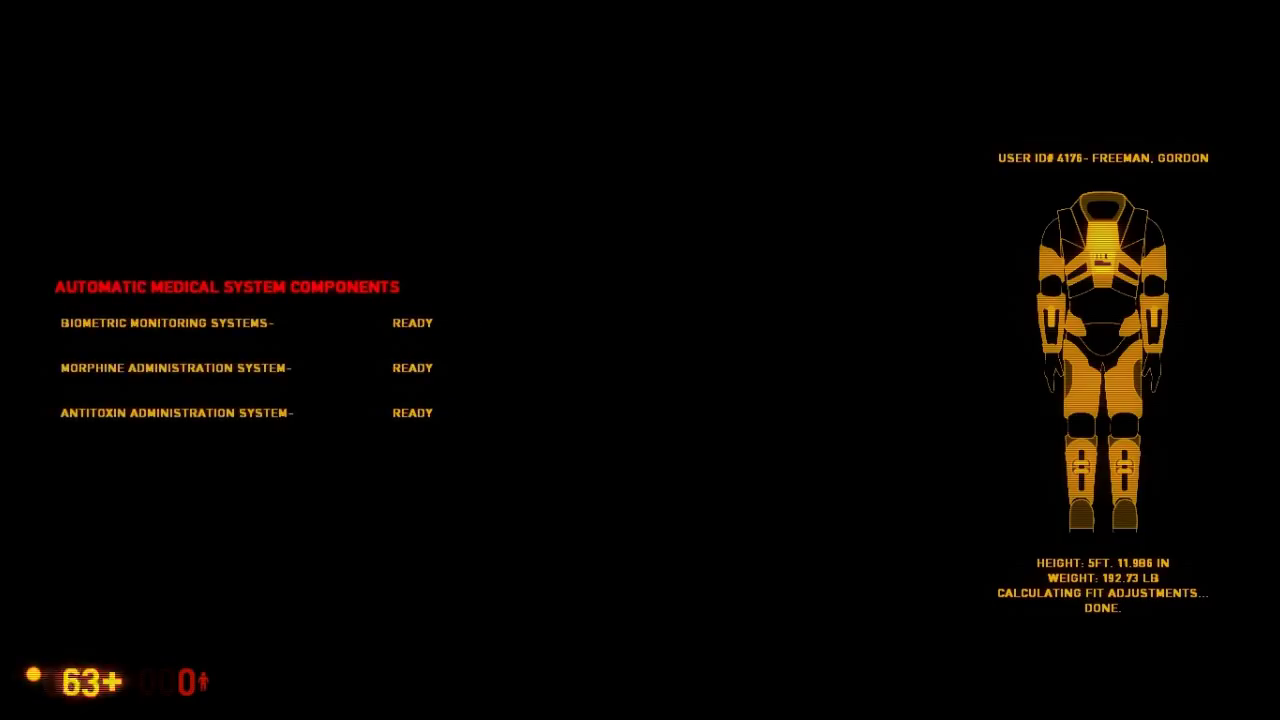 USER ID# 4176- FREEMAN, GORDON
AUTOMATIC MEDICAL SYSTEM COMPONENTS
BIOMETRIC MONITORING SYSTEMS- READY
MORPHINE ADMINISTRATION SYSTEM- READY
ANTITOXIN ADMINISTRATION SYSTEM- READY
HEIGHT: 5FT. 11.986 IN
WEIGHT: 192.73 LB
CALCULATING FIT ADJUSTMENTS...
DONE.
63+ 0